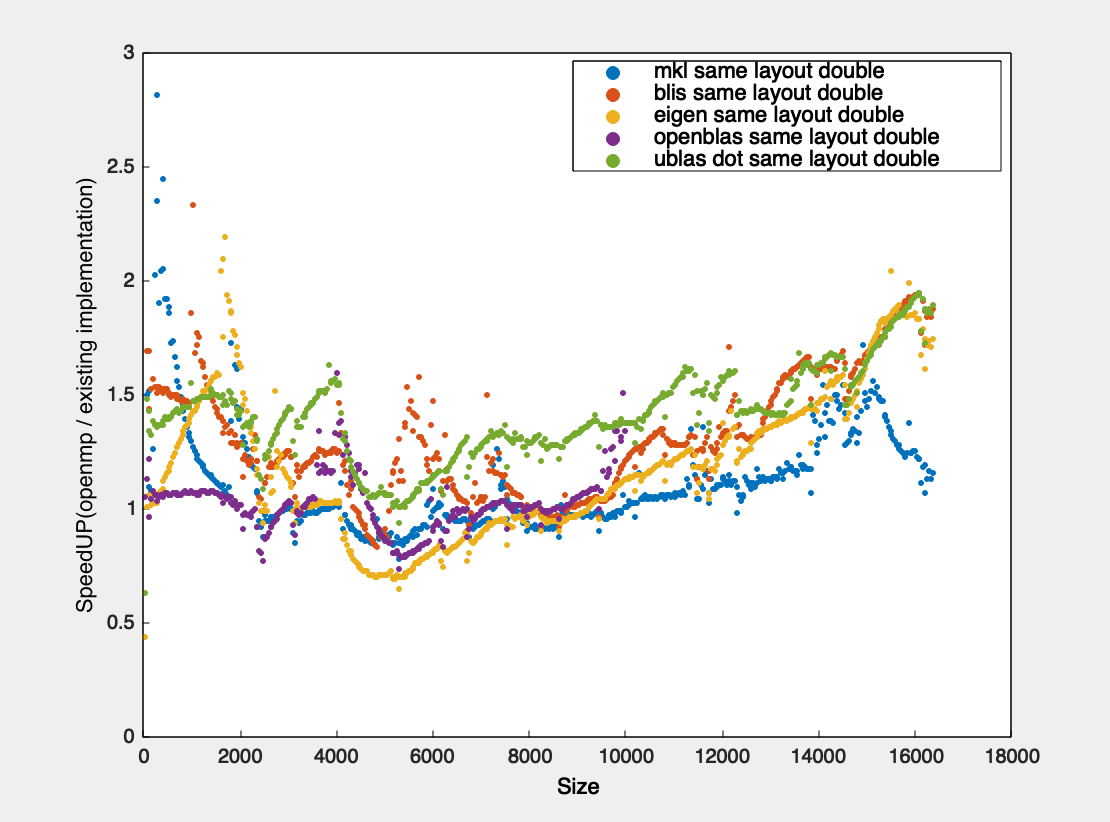 3
2.5
2
1.5
1
0.5
0
SpeedUP(openmp / existing implementation)
mkl same layout double
blis same layout double
eigen same layout double
openblas same layout double
ublas dot same layout double
0 2000 4000 6000 8000 10000 12000 14000 16000 18000
Size